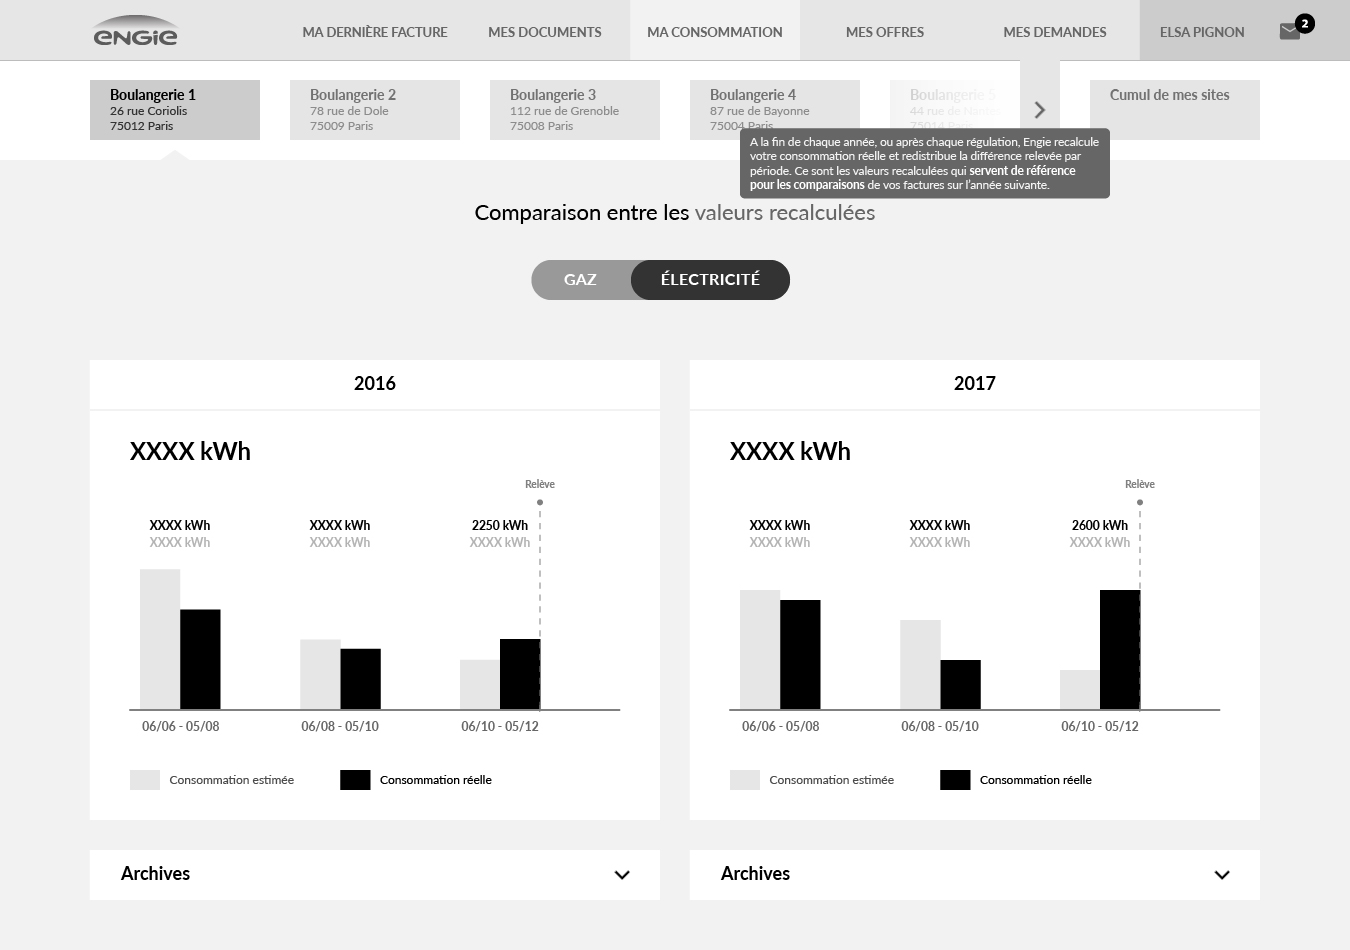 ENGIE
MA DERNIÈRE FACTURE
MES DOCUMENTS
MA CONSOMMATION
MES OFFRES
MES DEMANDES
ELSA PIGNON
2
Boulangerie 1
26 rue Coriolis
75012 Paris
Boulangerie 2
78 rue de Dole
75009 Paris
Boulangerie 3
112 rue de Grenoble
75008 Paris
Boulangerie 4
87 rue de Bayonne
75004 Paris
Boulangerie 5
44 rue de Nantes
75014 Paris
Cumul de mes sites
A la fin de chaque année, ou après chaque régulation, Engie recalcule
votre consommation réelle et redistribue la différence relevée par
période. Ce sont les valeurs recalculées qui servent de référence
pour les comparaisons de vos factures sur l'année suivante.
Comparaison entre les valeurs recalculées
GAZ
ÉLECTRICITÉ
2016
XXXX kWh
Relève
XXXX kWh
XXXX kWh
2250 kWh
XXXX kWh
XXXX kWh
XXXX kWh
06/06 - 05/08
06/08 - 05/10
06/10 - 05/12
Consommation estimée
Consommation réelle
2017
XXXX kWh
Relève
XXXX kWh
XXXX kWh
2600 kWh
XXXX kWh
XXXX kWh
XXXX kWh
06/06 - 05/08
06/08 - 05/10
06/10 - 05/12
Consommation estimée
Consommation réelle
Archives
Archives